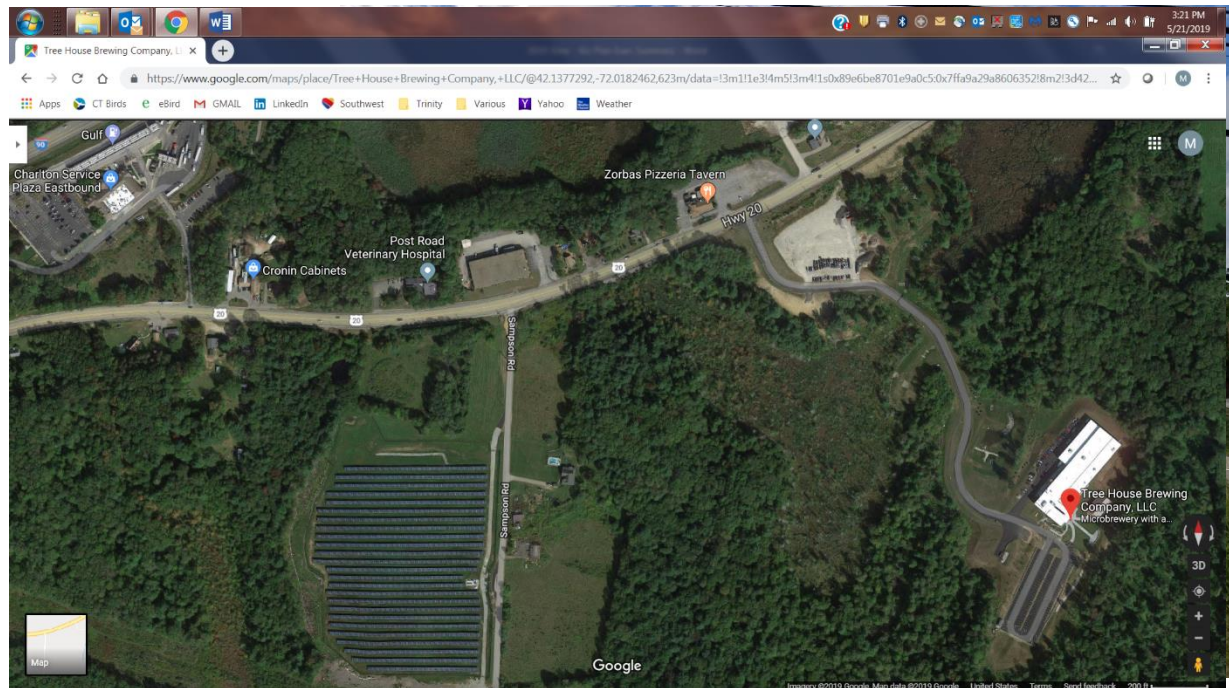 3:21 PM
5/21/2019
Tree House Brewing Company, L
https://www.google.com/maps/place/Tree+House+Brewing+Company,+LLC/@42.1377292,-72.0182462,623m/data=!3m1!1e3!4m5!3m4!1s0x89e6be8701e9a0c5:0x7ffa9a29a8606352!8m2!3d42...
M
Apps
CT Birds
eBird
GMAIL
LinkedIn
Southwest
Trinity
Various
Yahoo
Weather
Gulf
90
Charlton Service
Plaza Eastbound
Zorbas Pizzeria Tavern
M
Hwy 20
Post Road
Veterinary Hospital
Cronin Cabinets
20
20
20
Sampson Rd
Sampson Rd
Tree House Brewing
Company, LLC
Microbrewery with a...
3D
Map
Google
Imagery ©2019 Google, Map data ©2019 Google United States Terms Send feedback 200 ft